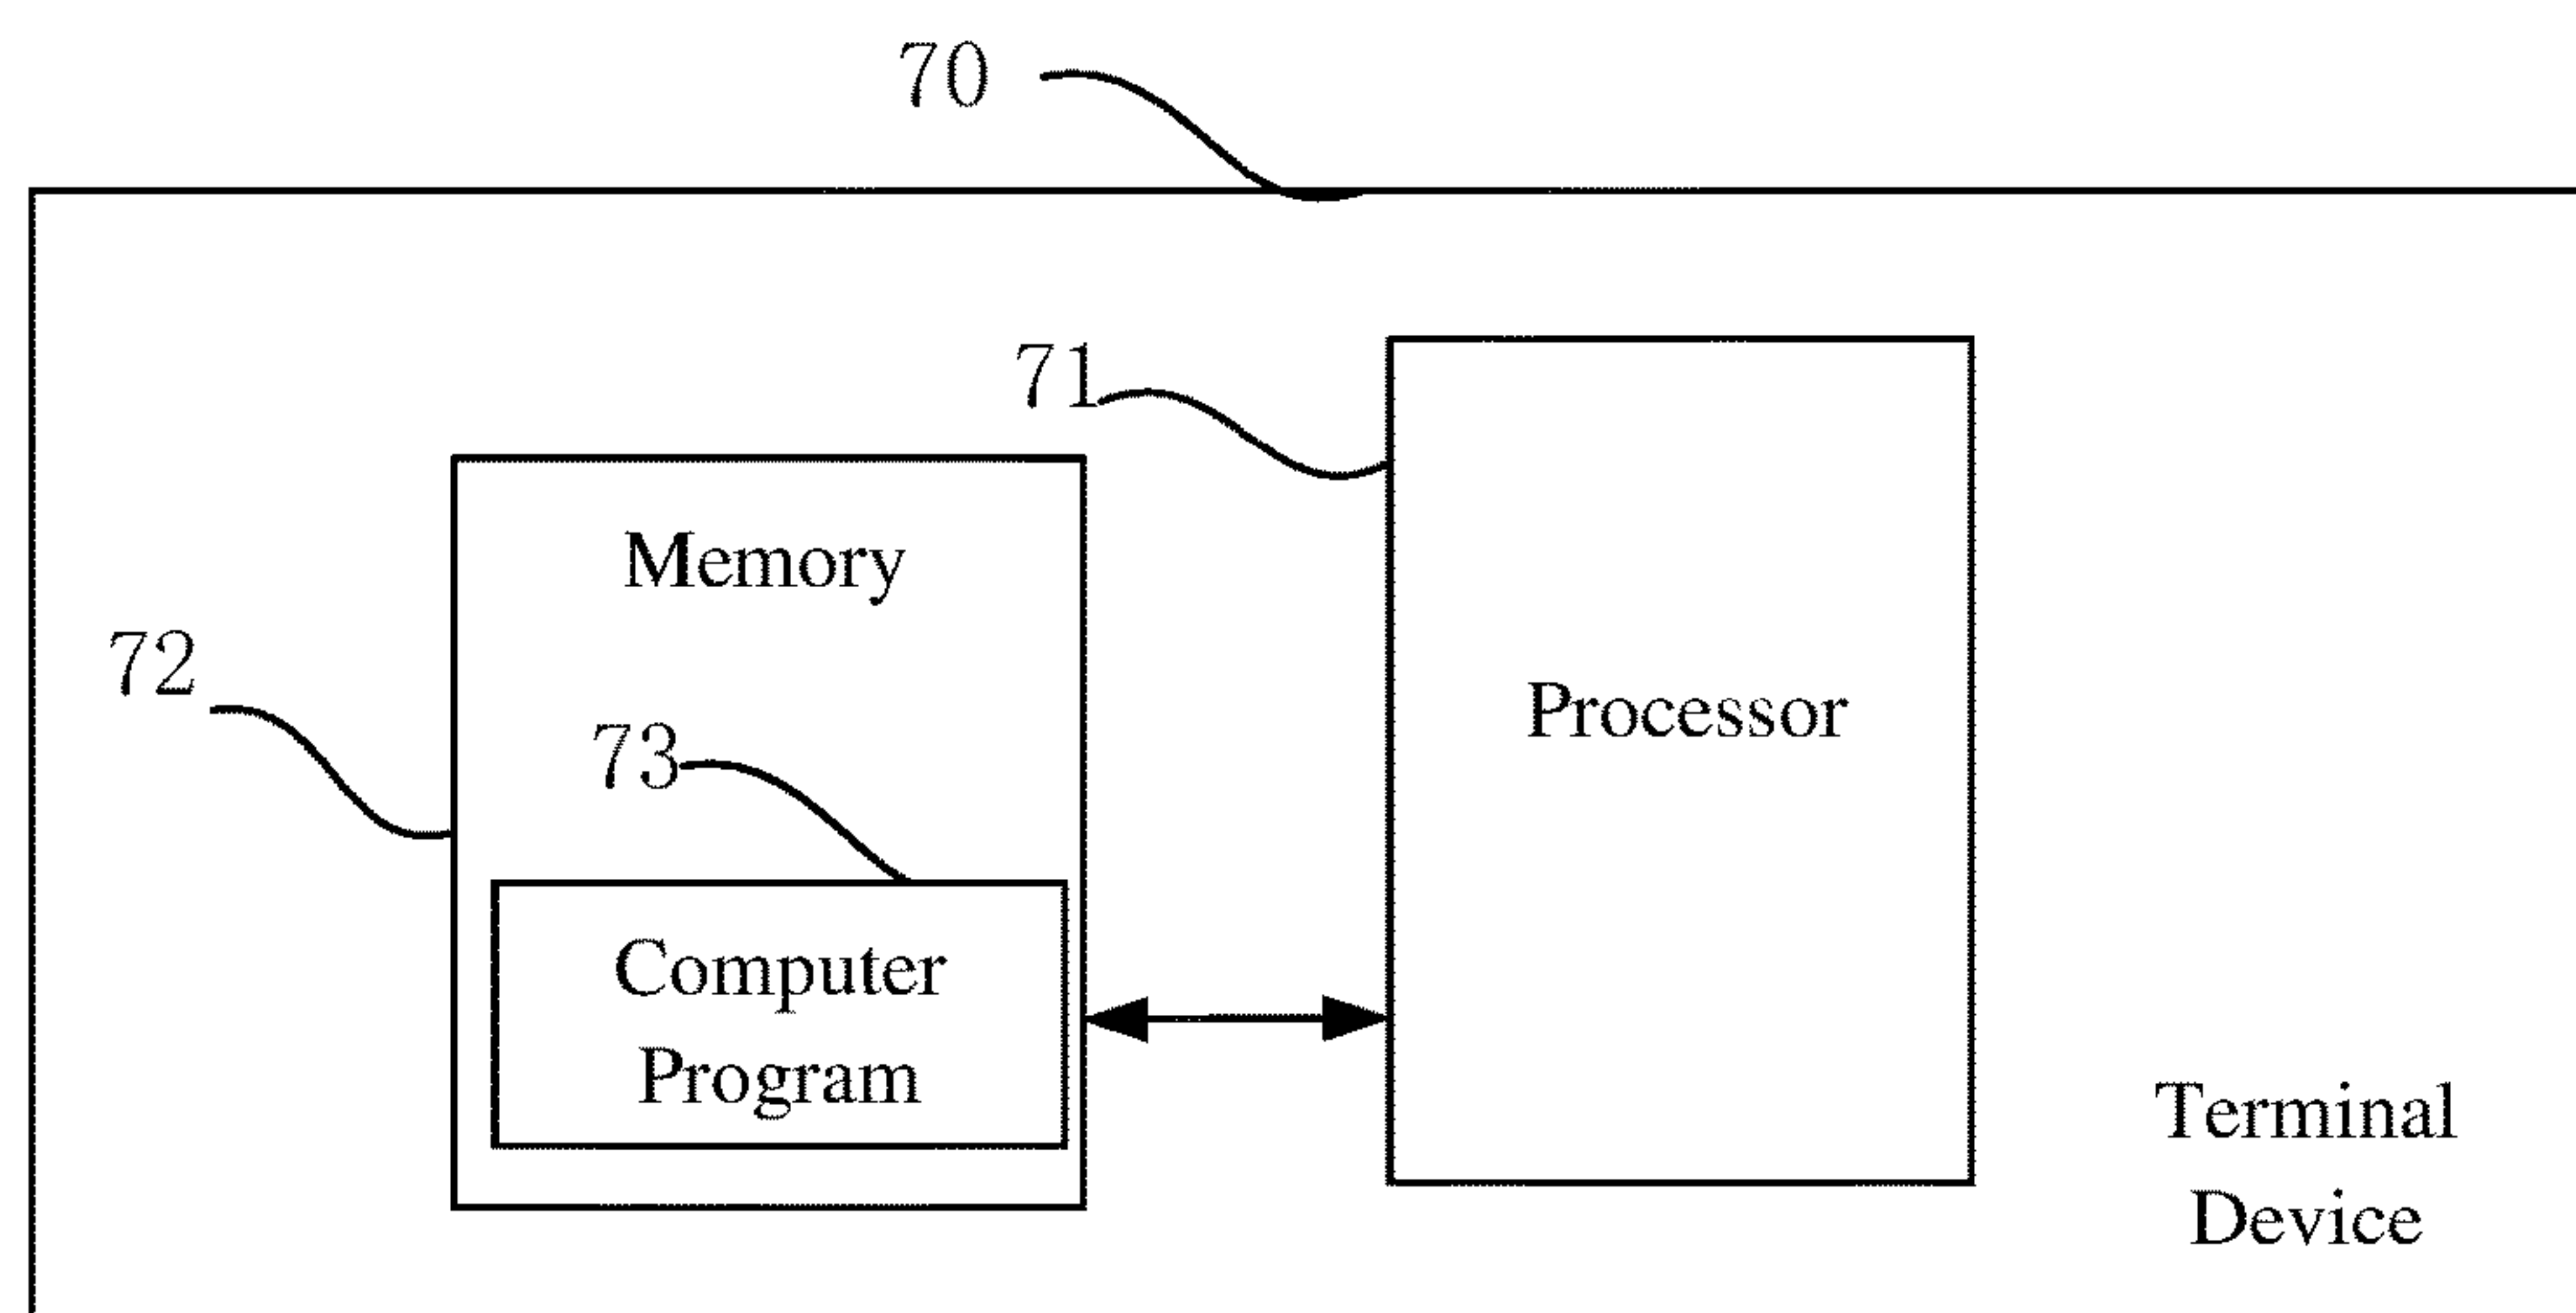 70
71
Memory
72
Processor
73
Computer
Program
Terminal
Device